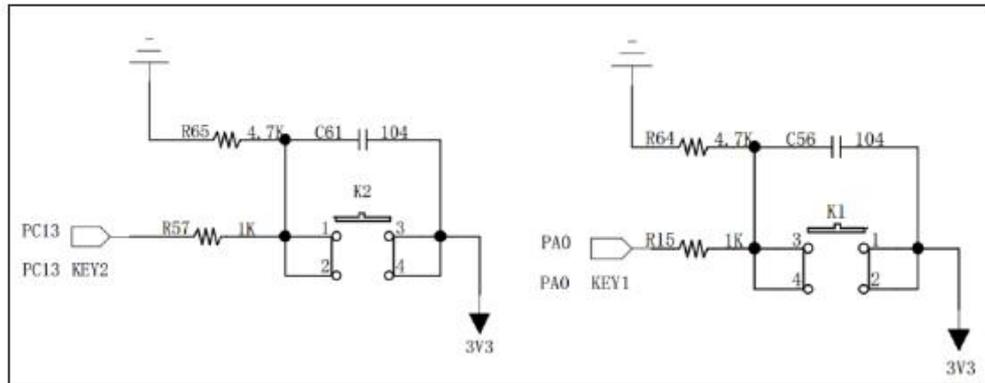 R65 4.7K C61 104
K2
PC13 R57 1K 1 3
PC13 KEY2 2 4
3V3
R64 4.7K C56 104
K1
PA0 R15 1K 3 1
PA0 KEY1 4 2
3V3